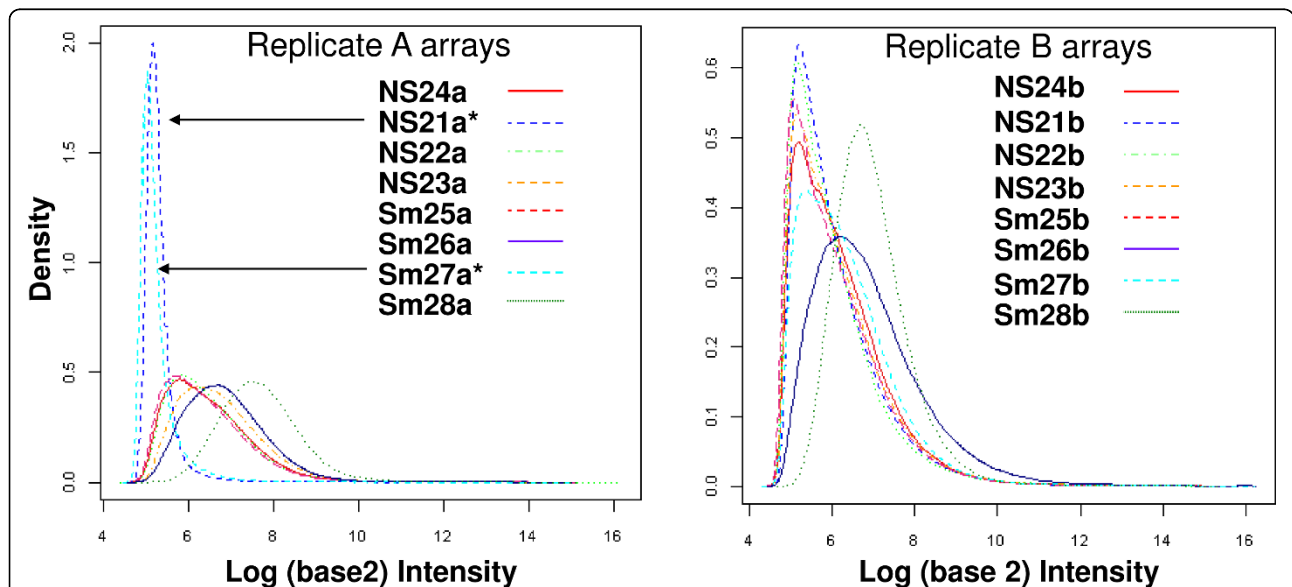 Replicate A arrays
NS24a
NS21a*
NS22a
NS23a
Sm25a
Sm26a
Sm27a*
Sm28a
Density
0.0
0.5
1.0
1.5
2.0
4 6 8 10 12 14 16
Log (base2) Intensity
Replicate B arrays
NS24b
NS21b
NS22b
NS23b
Sm25b
Sm26b
Sm27b
Sm28b
0.0
0.1
0.2
0.3
0.4
0.5
0.6
4 6 8 10 12 14 16
Log (base 2) Intensity